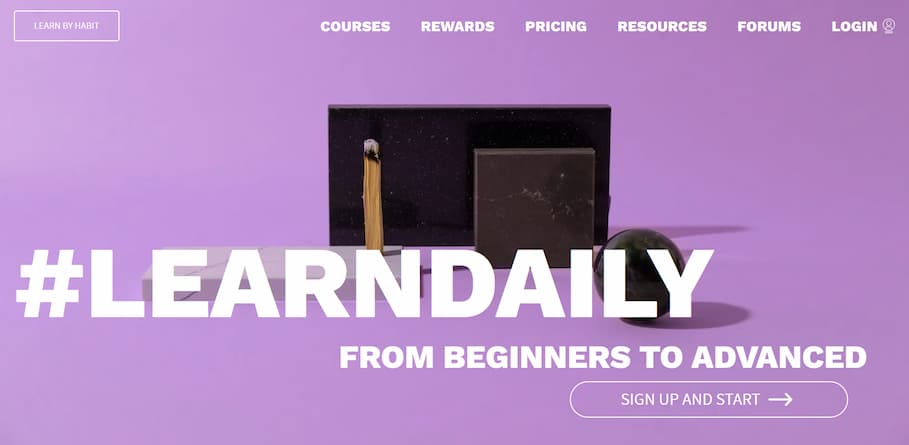 LEARN BY HABIT
COURSES REWARDS PRICING RESOURCES FORUMS LOGIN
#LEARNDAILY
FROM BEGINNERS TO ADVANCED
SIGN UP AND START